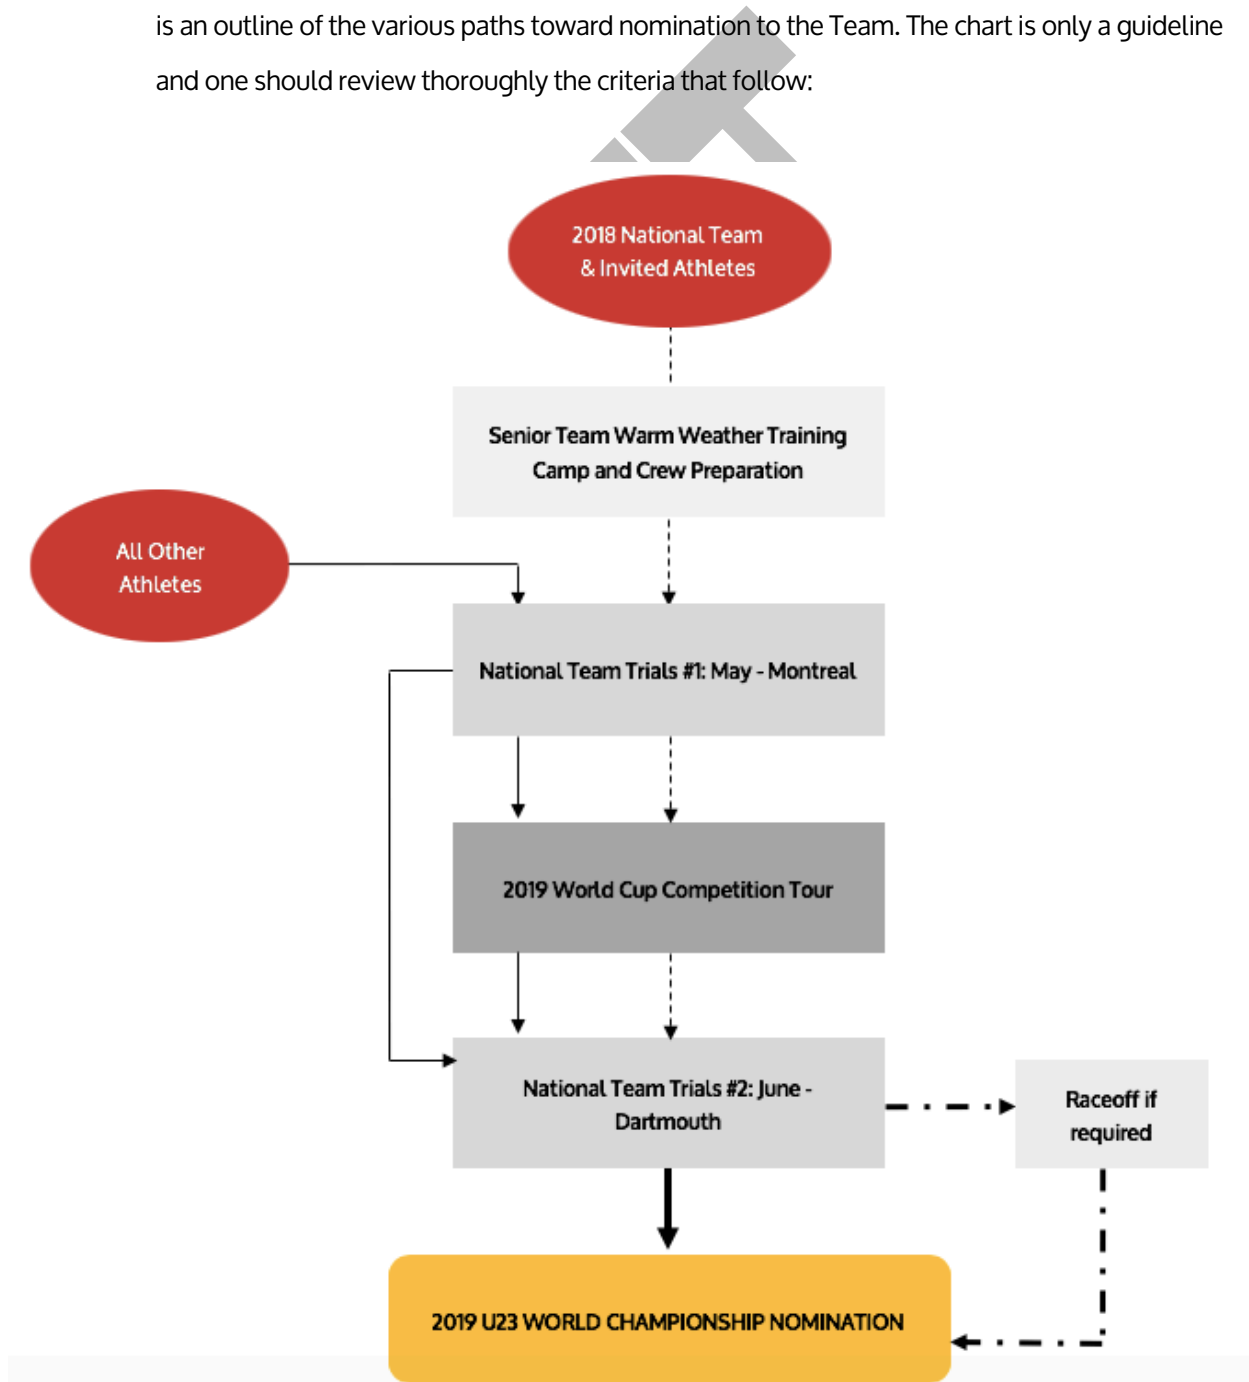 is an outline of the various paths toward nomination to the Team. The chart is only a guideline
and one should review thoroughly the criteria that follow:
2018 National Team
& Invited Athletes
Senior Team Warm Weather Training
Camp and Crew Preparation
All Other
Athletes
National Team Trials #1: May - Montreal
2019 World Cup Competition Tour
National Team Trials #2: June -
Dartmouth
Raceoff if
required
2019 U23 WORLD CHAMPIONSHIP NOMINATION